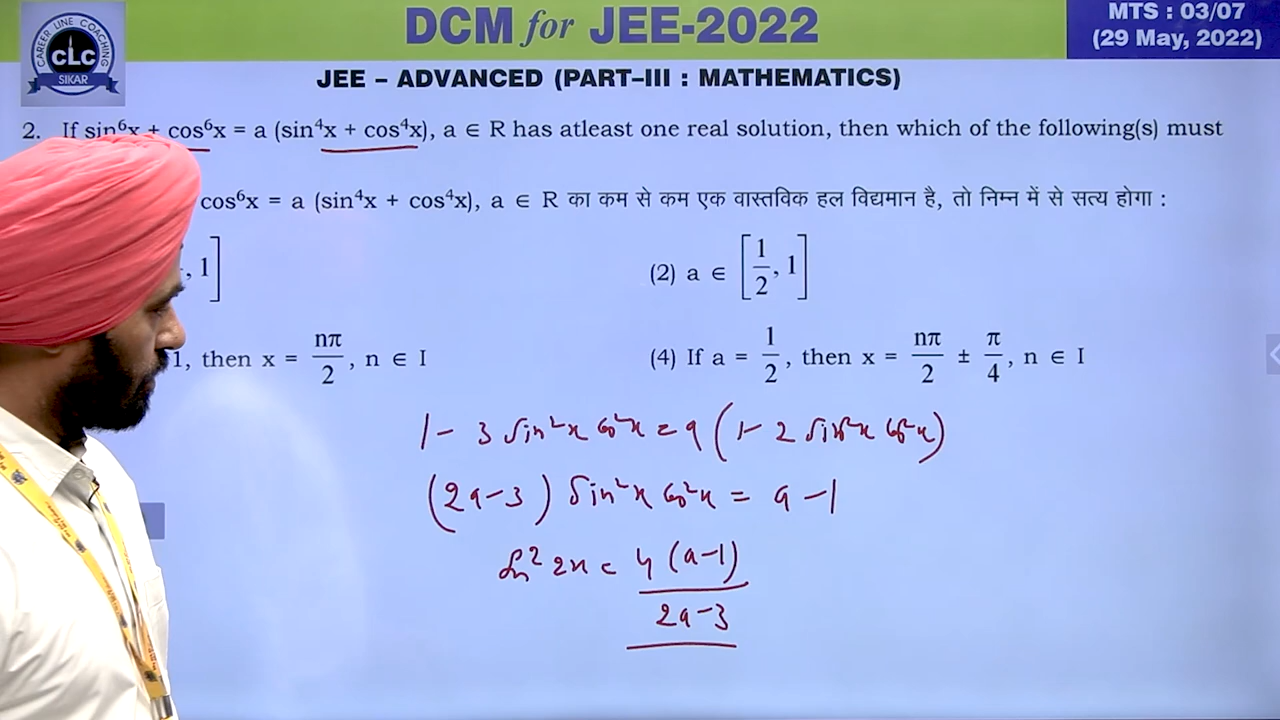 DCM for JEE-2022
MTS : 03/07
(29 May, 2022)
CAREER LINE COACHING
CLC
SIKAR
JEE – ADVANCED (PART–III : MATHEMATICS)
2. If sin⁶x + cos⁶x = a (sin⁴x + cos⁴x), a ∈ R has atleast one real solution, then which of the following(s) must
cos⁶x = a (sin⁴x + cos⁴x), a ∈ R का कम से कम एक वास्तविक हल विद्यमान है, तो निम्न में से सत्य होगा :
, 1]
(2) a ∈ [1/2, 1]
1, then x = nπ/2, n ∈ I
(4) If a = 1/2, then x = nπ/2 ± π/4, n ∈ I
1 - 3 sin²x cos²x = a (1 - 2 sin²x cos²x)
(2a-3) sin²x cos²x = a - 1
sin² 2x = 4(a-1)/2a-3